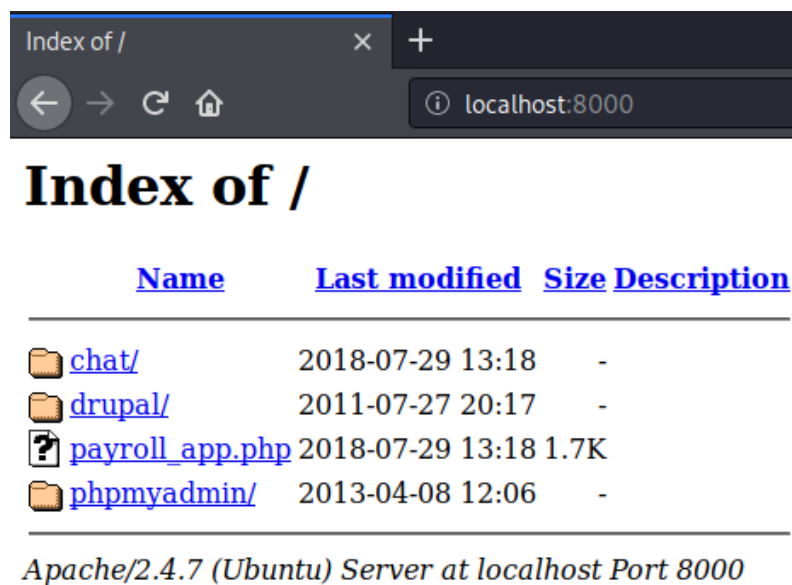 Index of /
localhost:8000
Index of /
Name Last modified Size Description
chat/ 2018-07-29 13:18 -
drupal/ 2011-07-27 20:17 -
payroll_app.php 2018-07-29 13:18 1.7K
phpmyadmin/ 2013-04-08 12:06 -
Apache/2.4.7 (Ubuntu) Server at localhost Port 8000